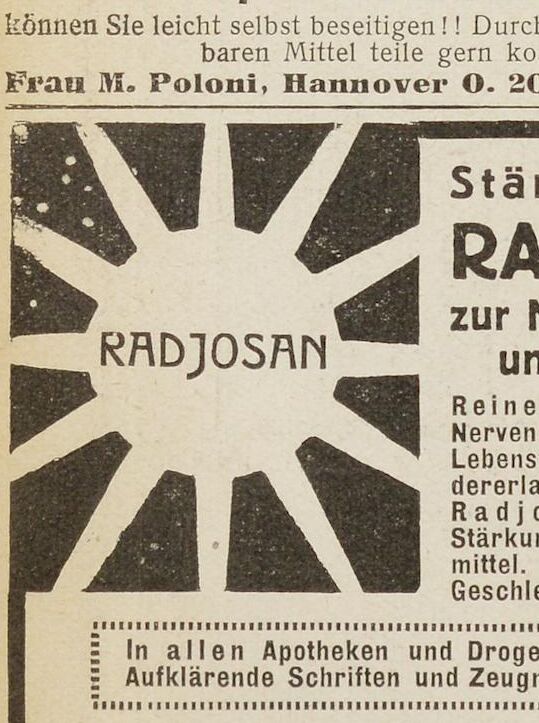 können Sie leicht selbst beseitigen!! Durch
baren Mittel teile gern ko
Frau M. Poloni, Hannover O. 20
RADJOSAN
Stär
RA
zur N
un
Reine
Nerven
Lebens
dererla
Radjo
Stärkun
mittel.
Geschle
In allen Apotheken und Droge
Aufklärende Schriften und Zeugn